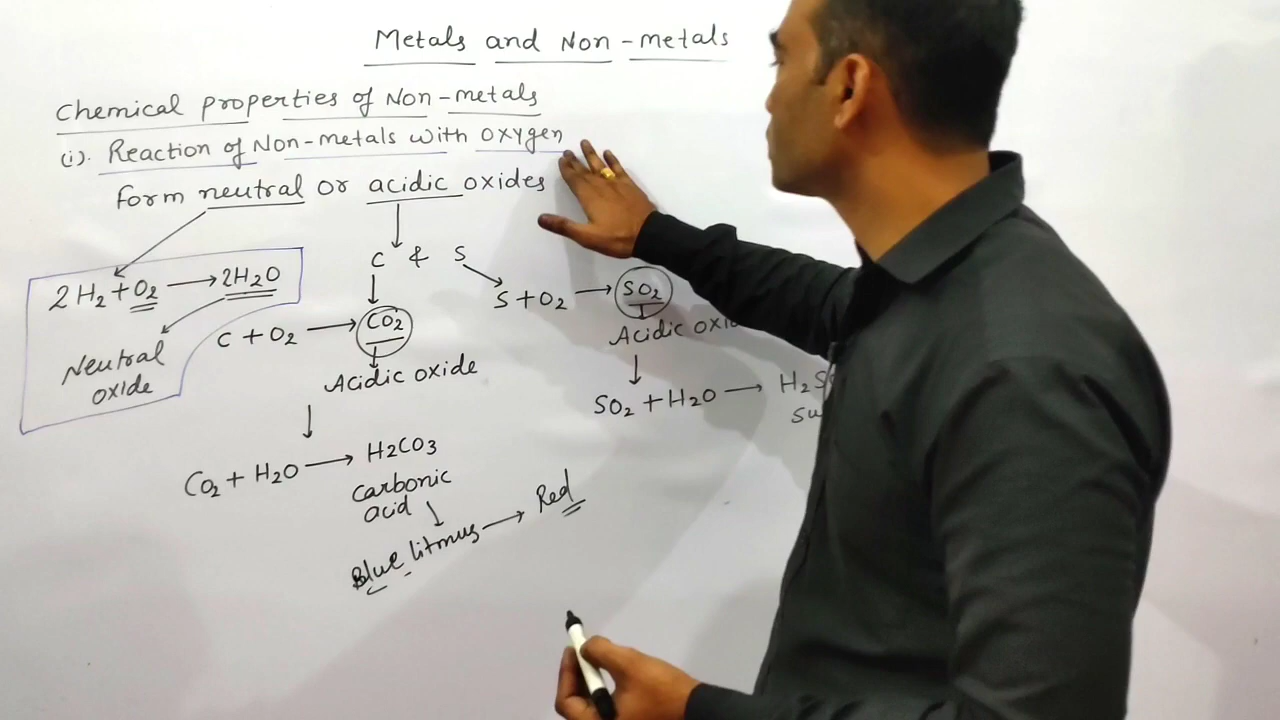 Metals and Non-metals
Chemical properties of Non-metals
(i). Reaction of Non-metals with oxygen
form neutral or acidic oxides
C & S
2H₂+O₂ → 2H₂O
Neutral
oxide
C + O₂ → CO₂
Acidic oxide
S + O₂ → SO₂
Acidic
SO₂ + H₂O →
CO₂ + H₂O → H₂CO₃
Carbonic
acid
Blue litmus → Red